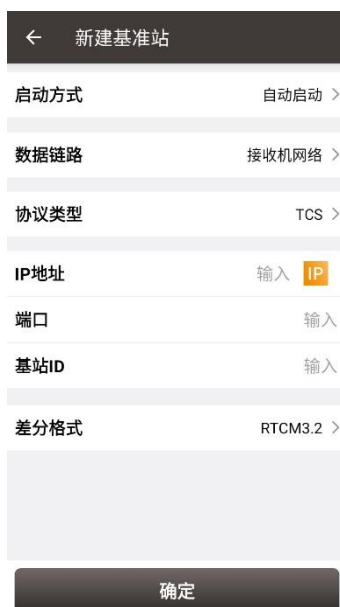 新建基准站
启动方式 自动启动
数据链路 接收机网络
协议类型 TCS
IP地址 输入 IP
端口 输入
基站ID 输入
差分格式 RTCM3.2
确定